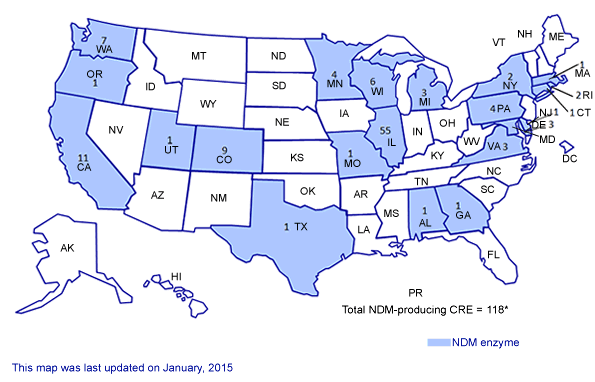 NH
ME
VT
7
WA
MT
ND
1
MA
OR
1
4
MN
ID
SD
6
WI
2
NY
3
MI
2 RI
WY
4 PA
1 CT
IA
NJ 1
NE
OH
DE 3
NV
55
IL
IN
MD
1
UT
9
CO
WV
VA 3
DC
11
CA
KS
1
MO
KY
NC
TN
AZ
NM
OK
AR
SC
MS
1
AL
1
GA
1 TX
LA
AK
FL
HI
PR
Total NDM-producing CRE = 118*
NDM enzyme
This map was last updated on January, 2015